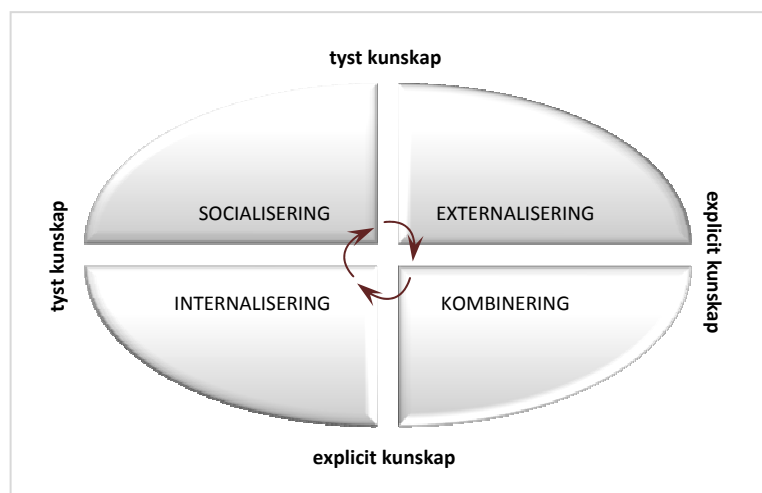 tyst kunskap
SOCIALISERING
EXTERNALISERING
tyst kunskap
explicit kunskap
INTERNALISERING
KOMBINERING
explicit kunskap